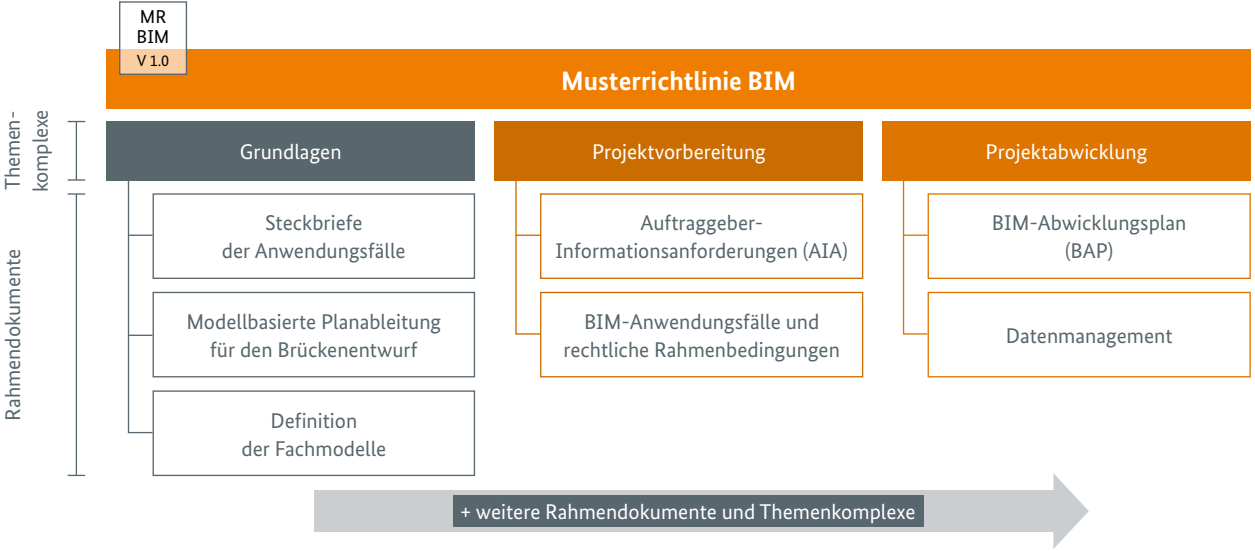 MR
BIM
V 1.0
Musterrichtlinie BIM
Themen-
komplexe
Grundlagen
Projektvorbereitung
Projektabwicklung
Rahmendokumente
Steckbriefe
der Anwendungsfälle
Auftraggeber-
Informationsanforderungen (AIA)
BIM-Abwicklungsplan
(BAP)
Modellbasierte Planableitung
für den Brückenentwurf
BIM-Anwendungsfälle und
rechtliche Rahmenbedingungen
Datenmanagement
Definition
der Fachmodelle
+ weitere Rahmendokumente und Themenkomplexe